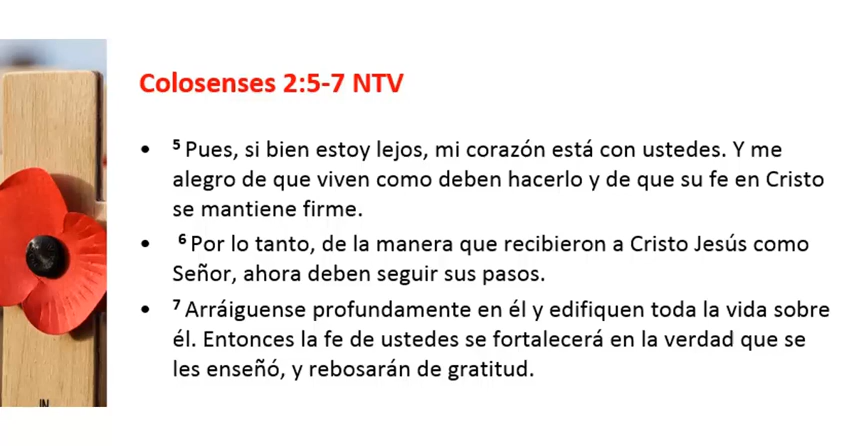 Colosenses 2:5-7 NTV
• ⁵ Pues, si bien estoy lejos, mi corazón está con ustedes. Y me
alegro de que viven como deben hacerlo y de que su fe en Cristo
se mantiene firme.
• ⁶ Por lo tanto, de la manera que recibieron a Cristo Jesús como
Señor, ahora deben seguir sus pasos.
• ⁷ Arráiguense profundamente en él y edifiquen toda la vida sobre
él. Entonces la fe de ustedes se fortalecerá en la verdad que se
les enseñó, y rebosarán de gratitud.
IN